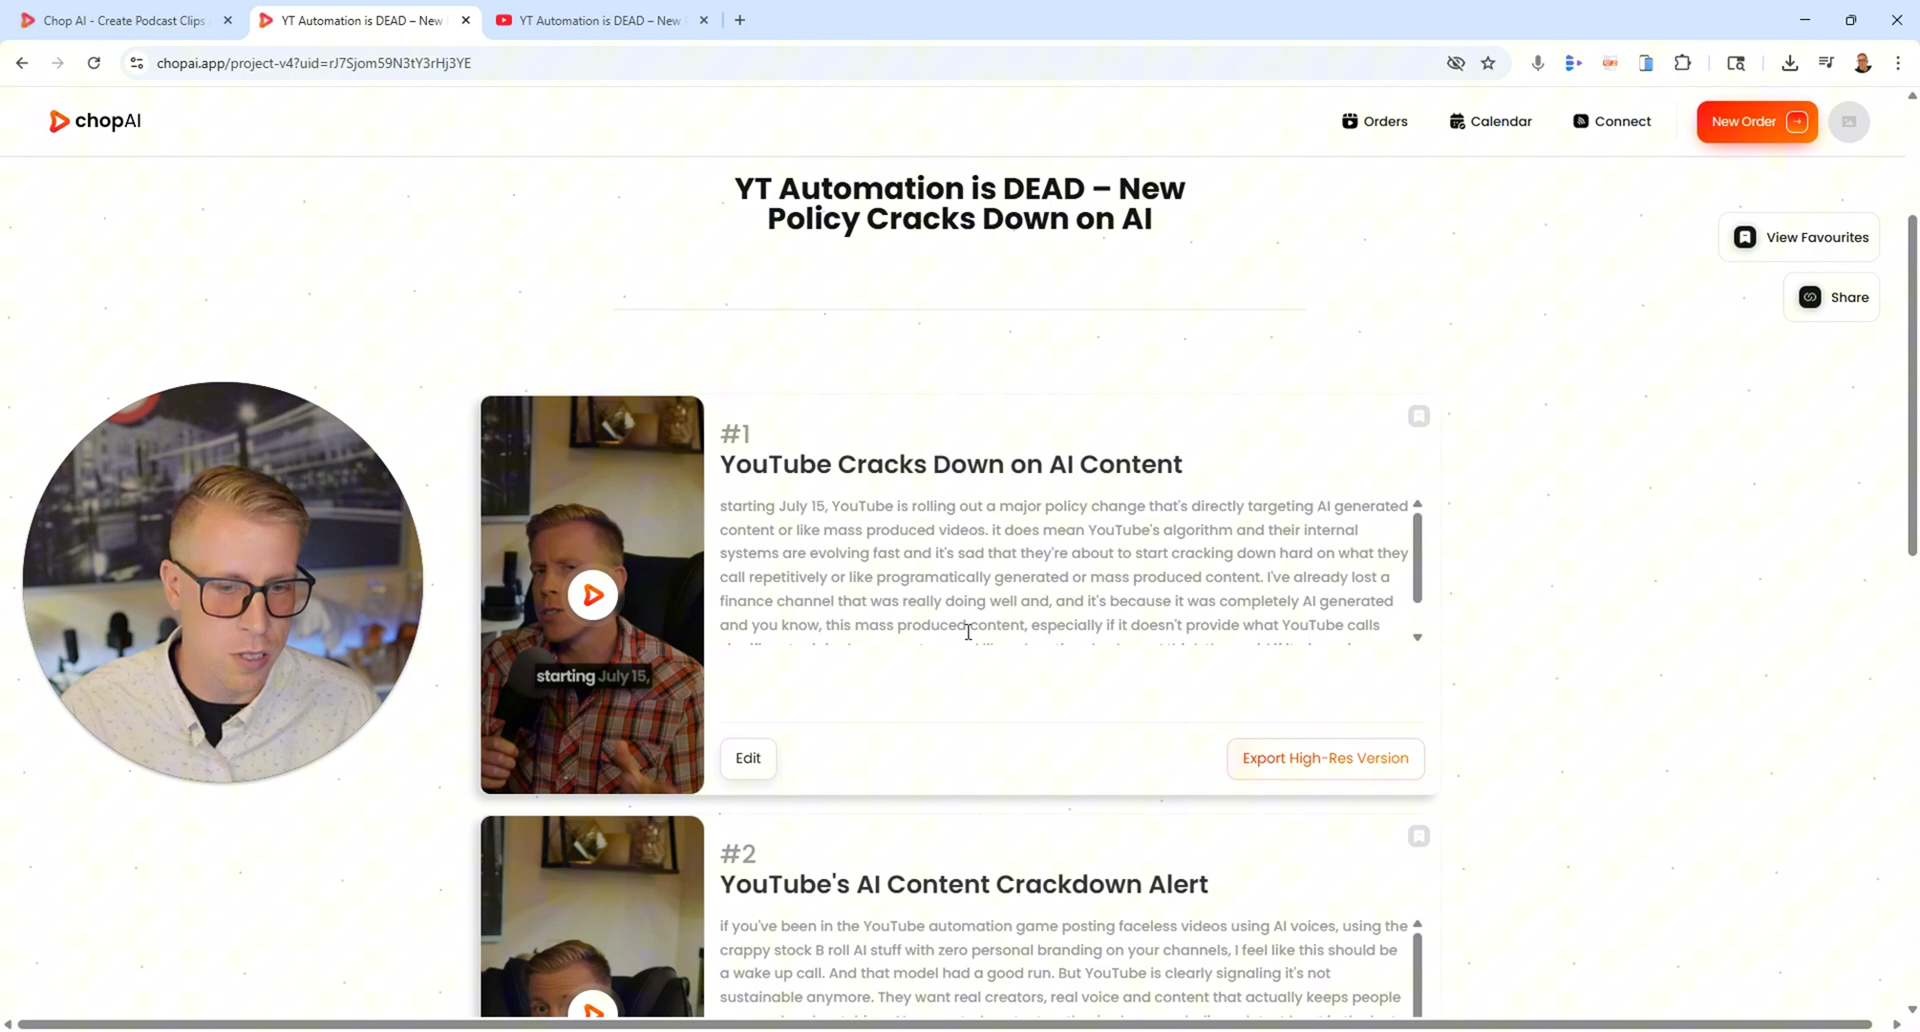 Chop AI - Create Podcast Clips
YT Automation is DEAD – New
YT Automation is DEAD – New
chopai.app/project-v4?uid=rJ7Sjom59N3tY3rHj3YE
chopAI
Orders
Calendar
Connect
New Order
YT Automation is DEAD – New
Policy Cracks Down on AI
View Favourites
Share
#1
YouTube Cracks Down on AI Content
starting July 15, YouTube is rolling out a major policy change that's directly targeting AI generated
content or like mass produced videos. it does mean YouTube's algorithm and their internal
systems are evolving fast and it's sad that they're about to start cracking down hard on what they
call repetitively or like programatically generated or mass produced content. I've already lost a
finance channel that was really doing well and, and it's because it was completely AI generated
and you know, this mass produced content, especially if it doesn't provide what YouTube calls
starting July 15,
Edit
Export High-Res Version
#2
YouTube's AI Content Crackdown Alert
if you've been in the YouTube automation game posting faceless videos using AI voices, using the
crappy stock B roll AI stuff with zero personal branding on your channels, I feel like this should be
a wake up call. And that model had a good run. But YouTube is clearly signaling it's not
sustainable anymore. They want real creators, real voice and content that actually keeps people